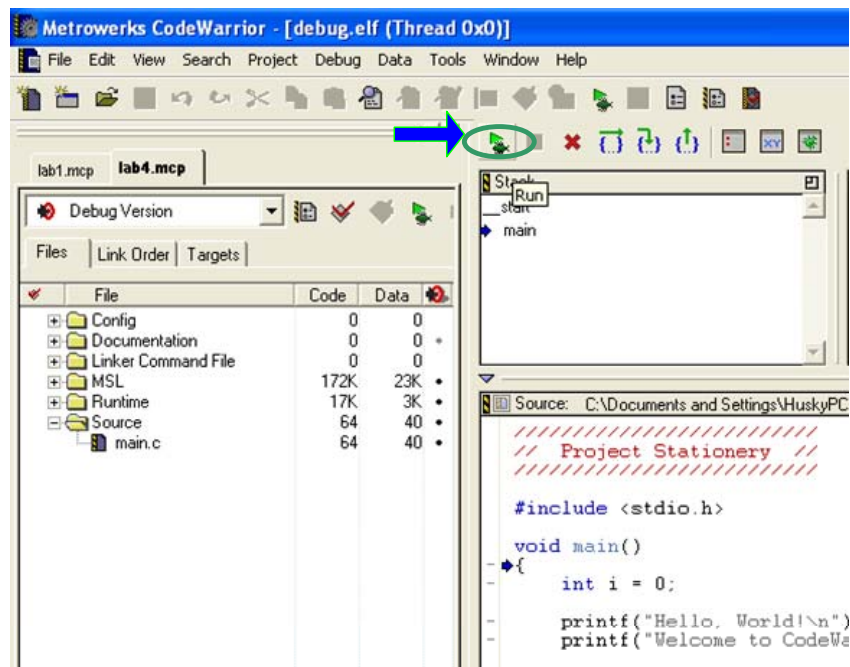 Metrowerks CodeWarrior - [debug.elf (Thread 0x0)]
File Edit View Search Project Debug Data Tools Window Help
lab1.mcp lab4.mcp
Debug Version
Files Link Order Targets
File Code Data
Config 0 0
Documentation 0 0
Linker Command File 0 0
MSL 172K 23K
Runtime 17K 3K
Source 64 40
main.c 64 40
XY
Stack
Run
__start
main
Source: C:\Documents and Settings\HuskyPC
//////////////////////////
// Project Stationery //
//////////////////////////
#include <stdio.h>
void main()
{
int i = 0;
printf("Hello, World!\n")
printf("Welcome to CodeWa